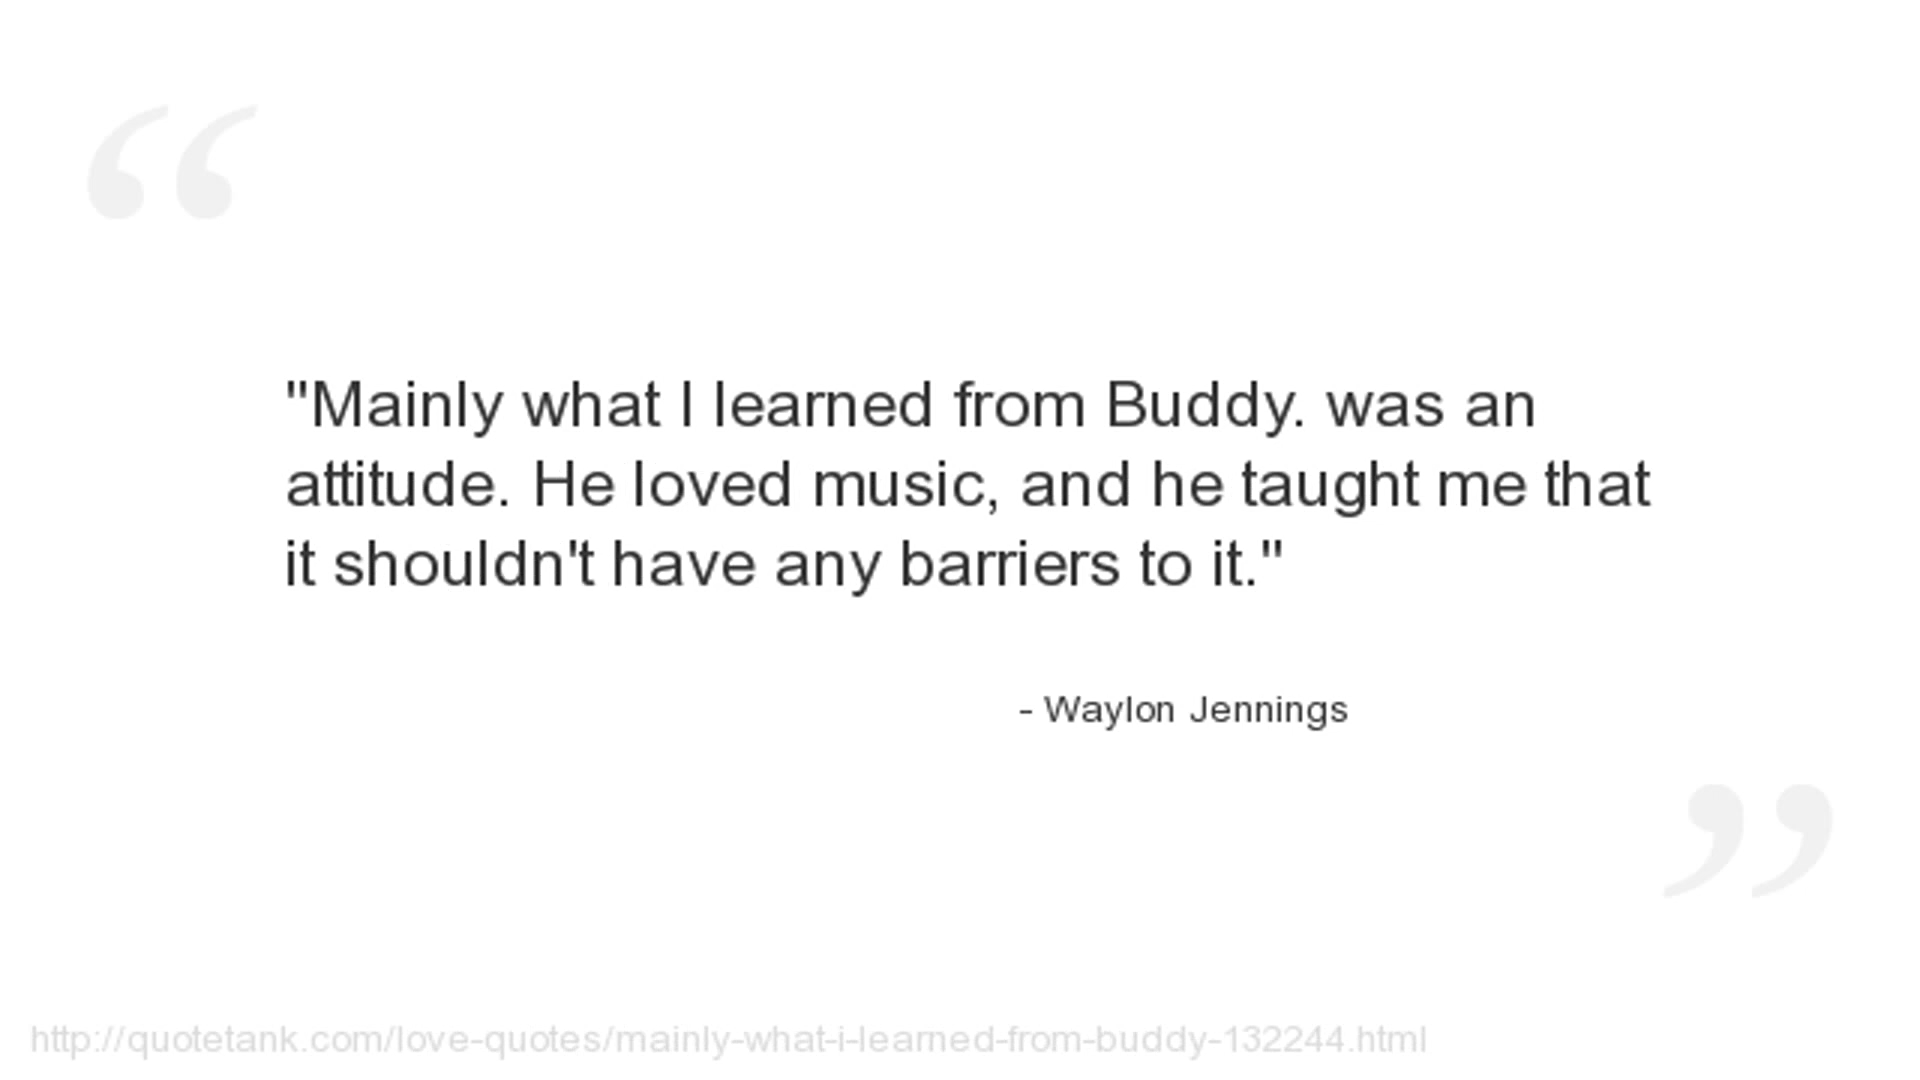 "Mainly what I learned from Buddy. was an
attitude. He loved music, and he taught me that
it shouldn't have any barriers to it."
- Waylon Jennings
http://quotetank.com/love-quotes/mainly-what-i-learned-from-buddy-132244.html